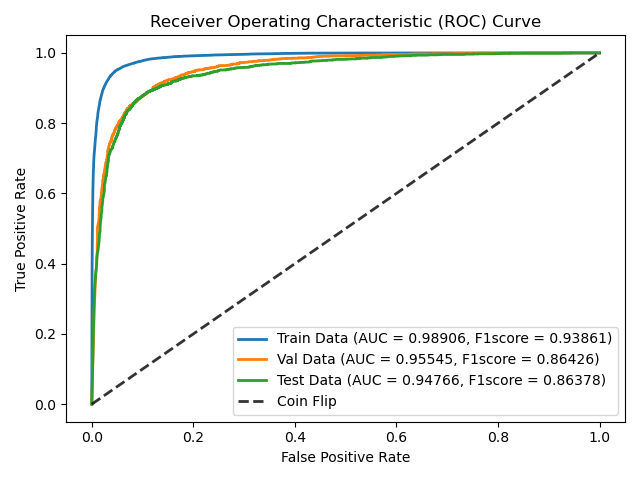 Receiver Operating Characteristic (ROC) Curve
True Positive Rate
1.0
0.8
0.6
0.4
0.2
0.0
Train Data (AUC = 0.98906, F1score = 0.93861)
Val Data (AUC = 0.95545, F1score = 0.86426)
Test Data (AUC = 0.94766, F1score = 0.86378)
Coin Flip
0.0 0.2 0.4 0.6 0.8 1.0
False Positive Rate